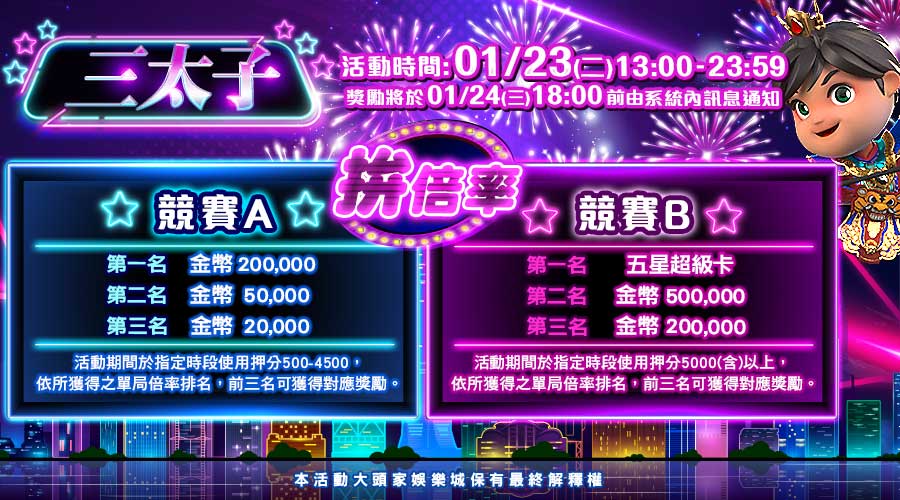 三太子
活動時間:01/23(二)13:00-23:59
獎勵將於01/24(三)18:00前由系統內訊息通知
拚倍率
競賽A
第一名 金幣 200,000
第二名 金幣 50,000
第三名 金幣 20,000
活動期間於指定時段使用押分500-4500，
依所獲得之單局倍率排名，前三名可獲得對應獎勵。
競賽B
第一名 五星超級卡
第二名 金幣 500,000
第三名 金幣 200,000
活動期間於指定時段使用押分5000(含)以上，
依所獲得之單局倍率排名，前三名可獲得對應獎勵。
本活動大頭家娛樂城保有最終解釋權